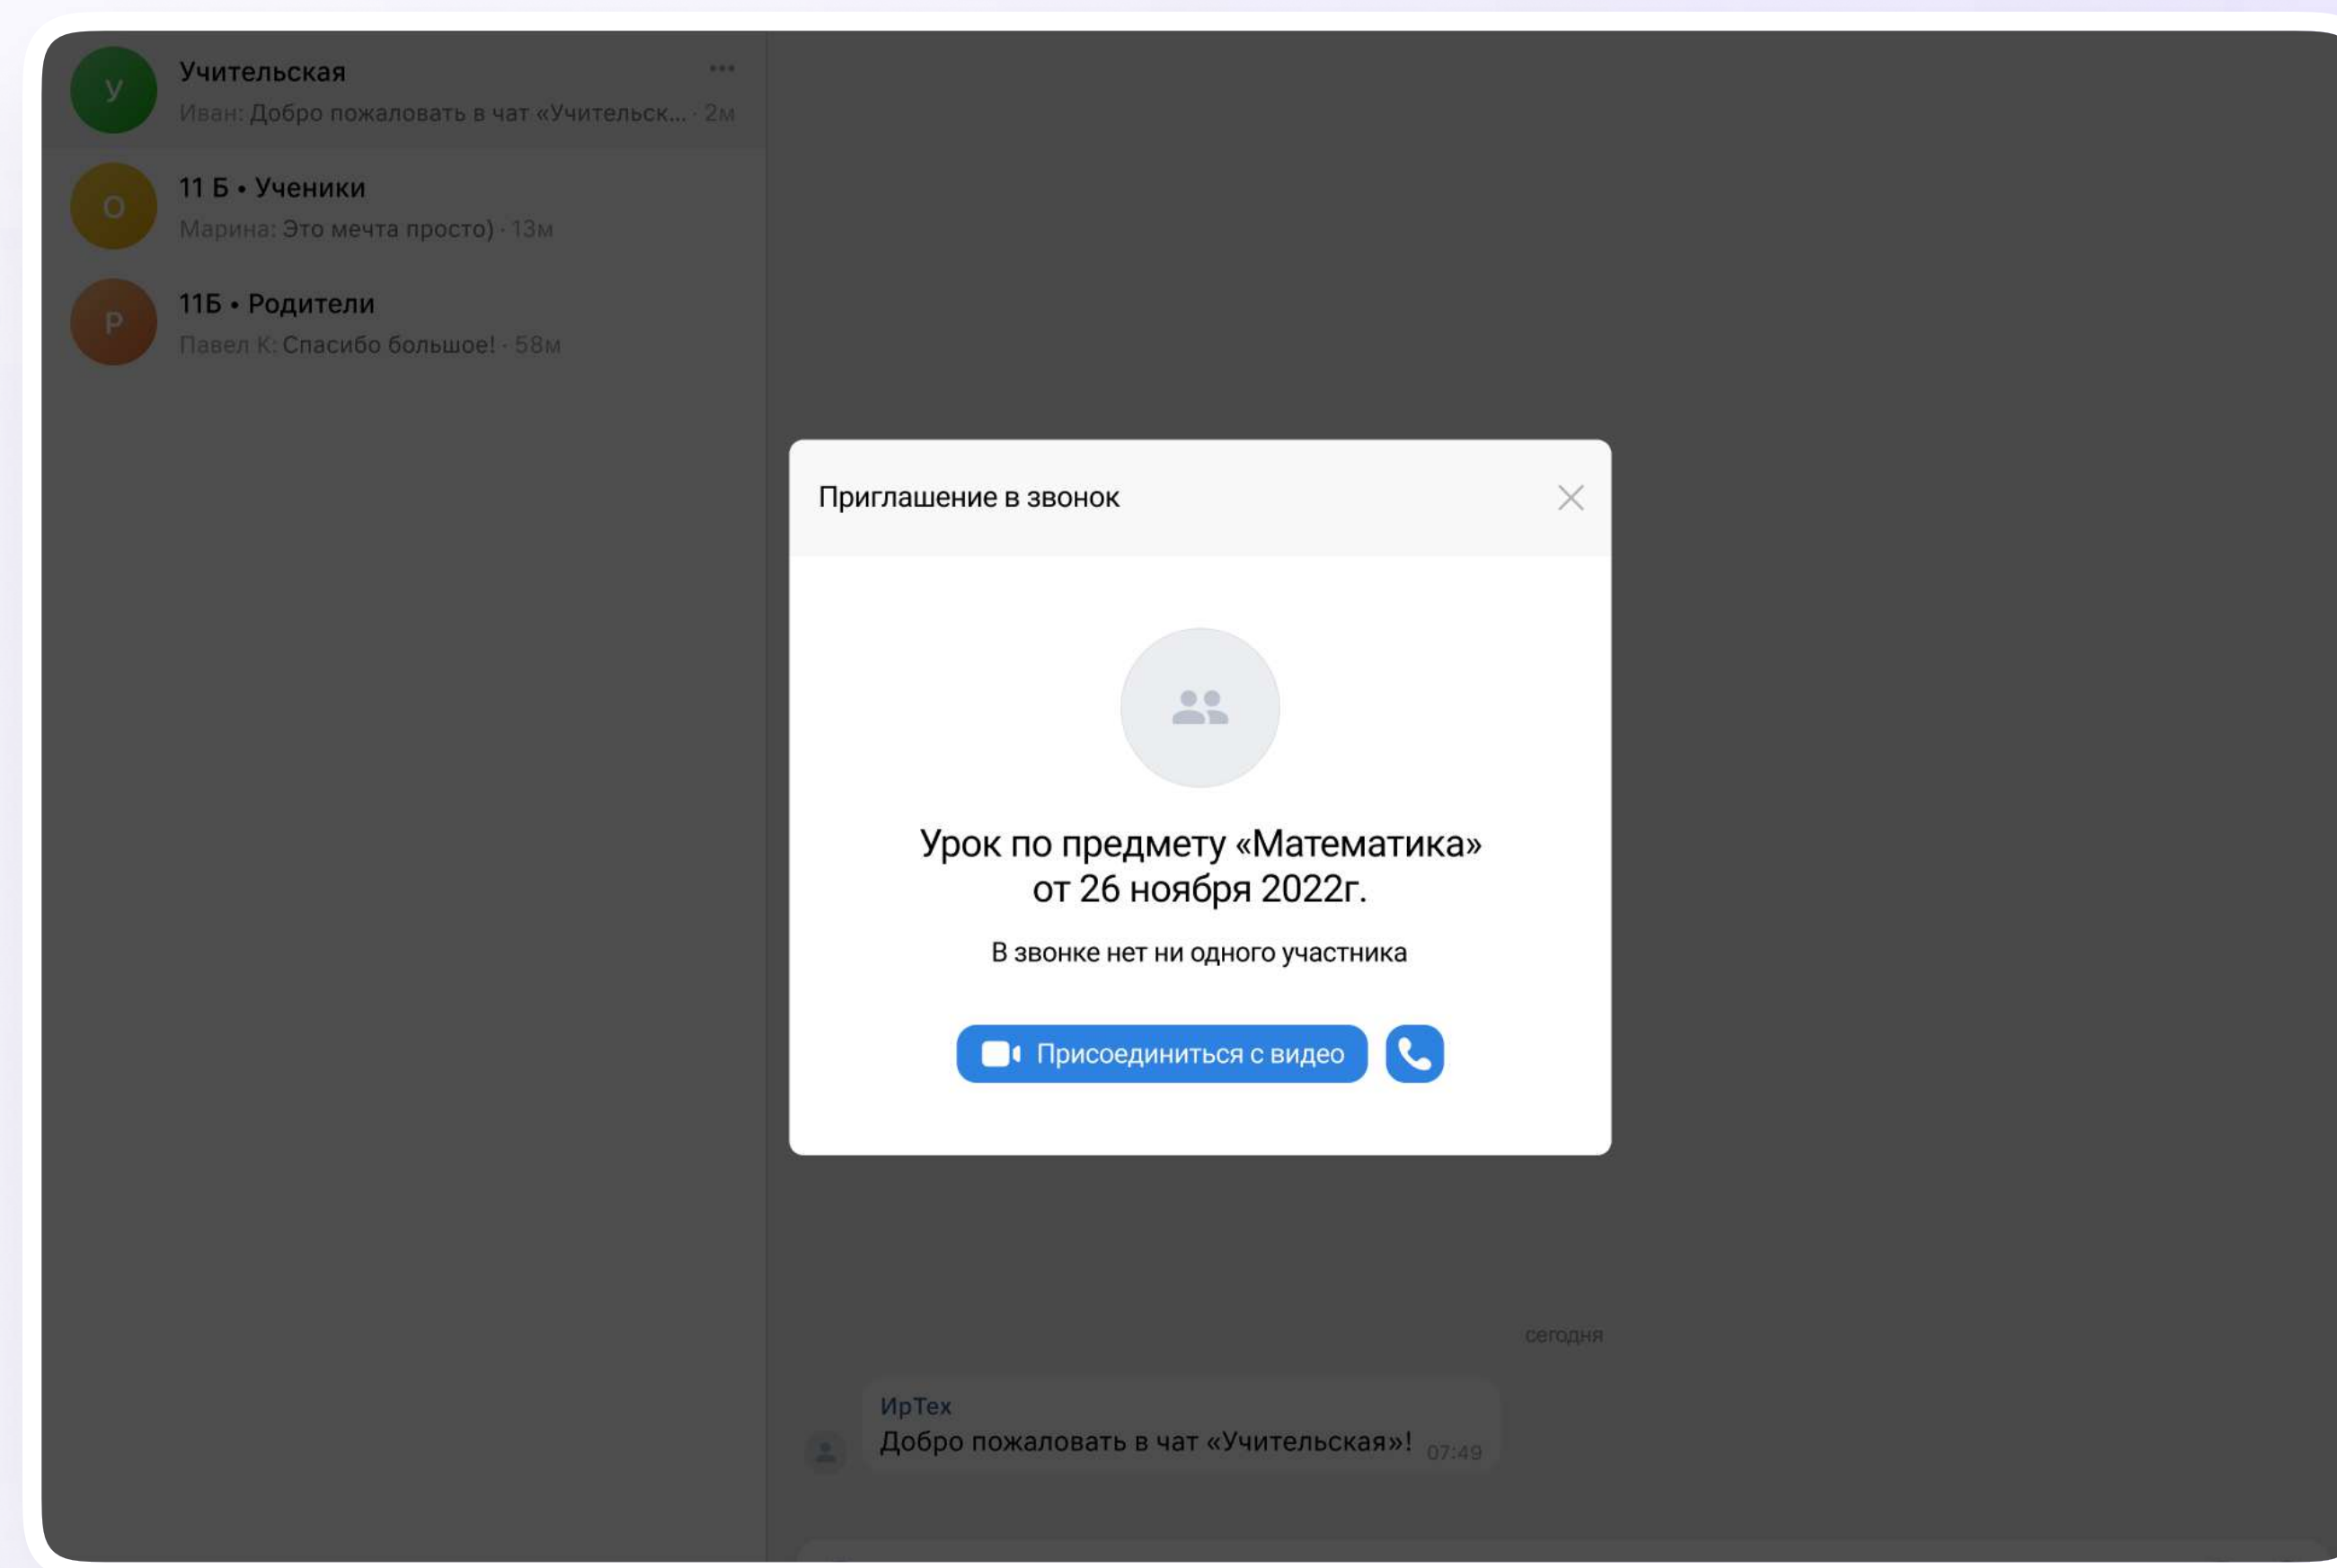 У
Учительская
Иван: Добро пожаловать в чат «Учительск... · 2м
О
11 Б • Ученики
Марина: Это мечта просто) · 13м
Р
11Б • Родители
Павел К: Спасибо большое! · 58м
Приглашение в звонок
Урок по предмету «Математика»
от 26 ноября 2022г.
В звонке нет ни одного участника
Присоединиться с видео
сегодня
ИрТех
Добро пожаловать в чат «Учительская»! 07:49